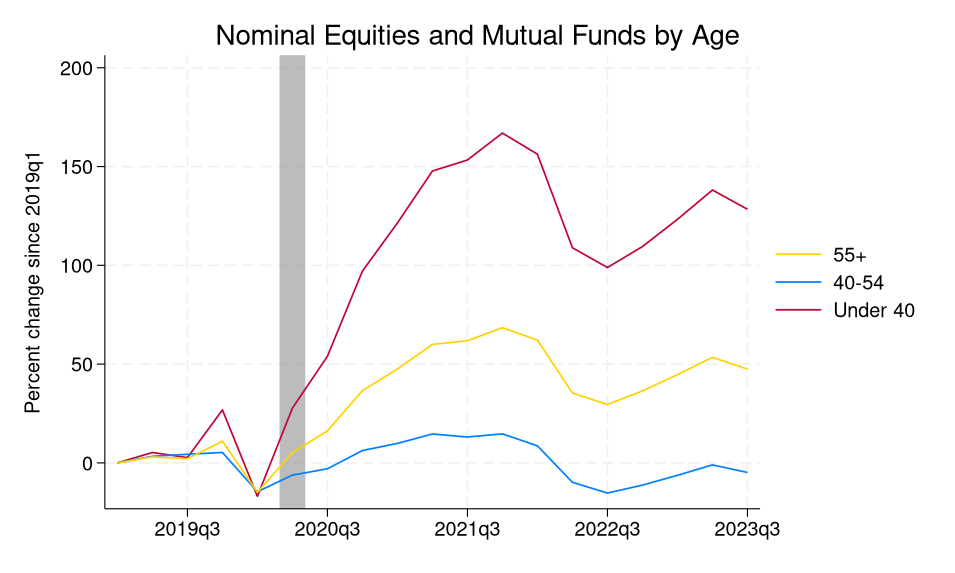 Nominal Equities and Mutual Funds by Age
Percent change since 2019q1
200
150
100
50
0
2019q3 2020q3 2021q3 2022q3 2023q3
55+
40-54
Under 40